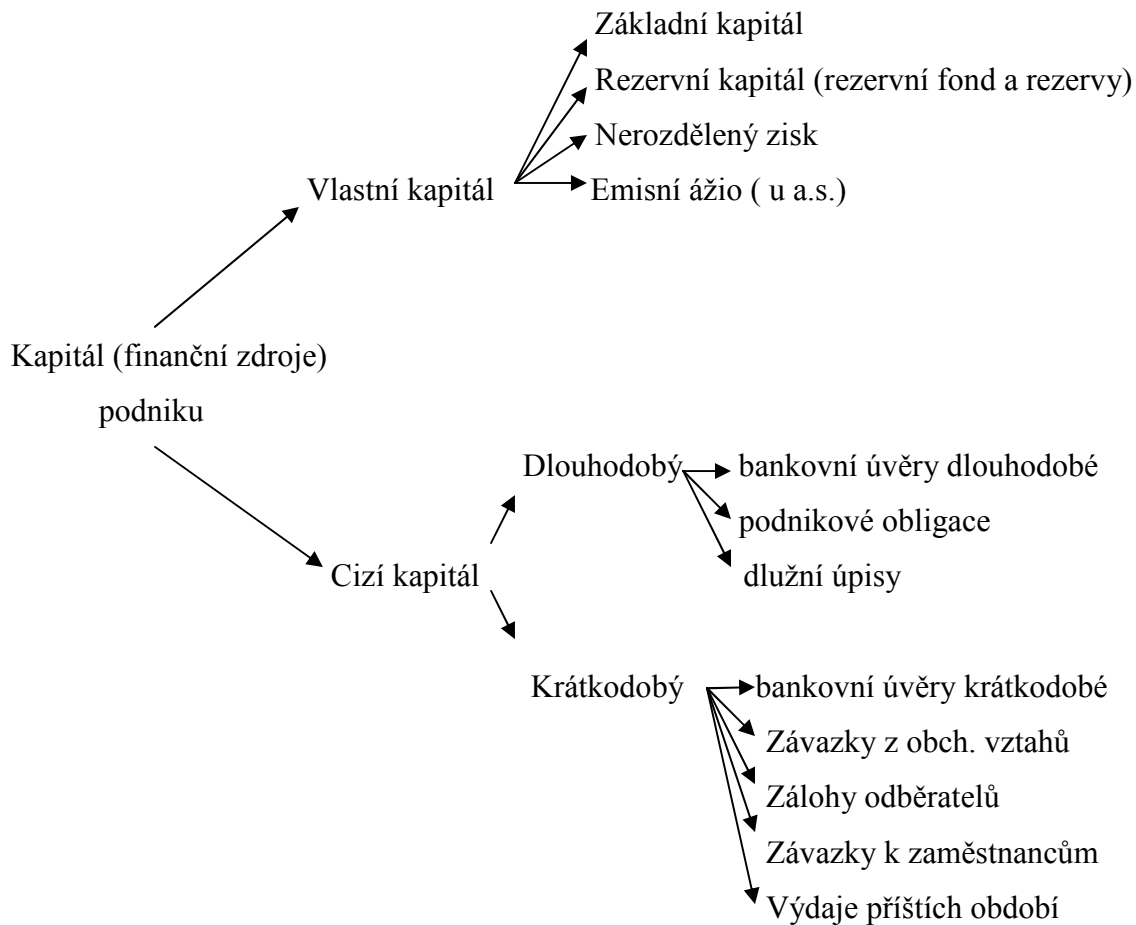 Základní kapitál
Rezervní kapitál (rezervní fond a rezervy)
Nerozdělený zisk
Vlastní kapitál
Emisní ážio ( u a.s.)
Kapitál (finanční zdroje)
podniku
Dlouhodobý
bankovní úvěry dlouhodobé
podnikové obligace
Cizí kapitál
dlužní úpisy
Krátkodobý
bankovní úvěry krátkodobé
Závazky z obch. vztahů
Zálohy odběratelů
Závazky k zaměstnancům
Výdaje příštích období